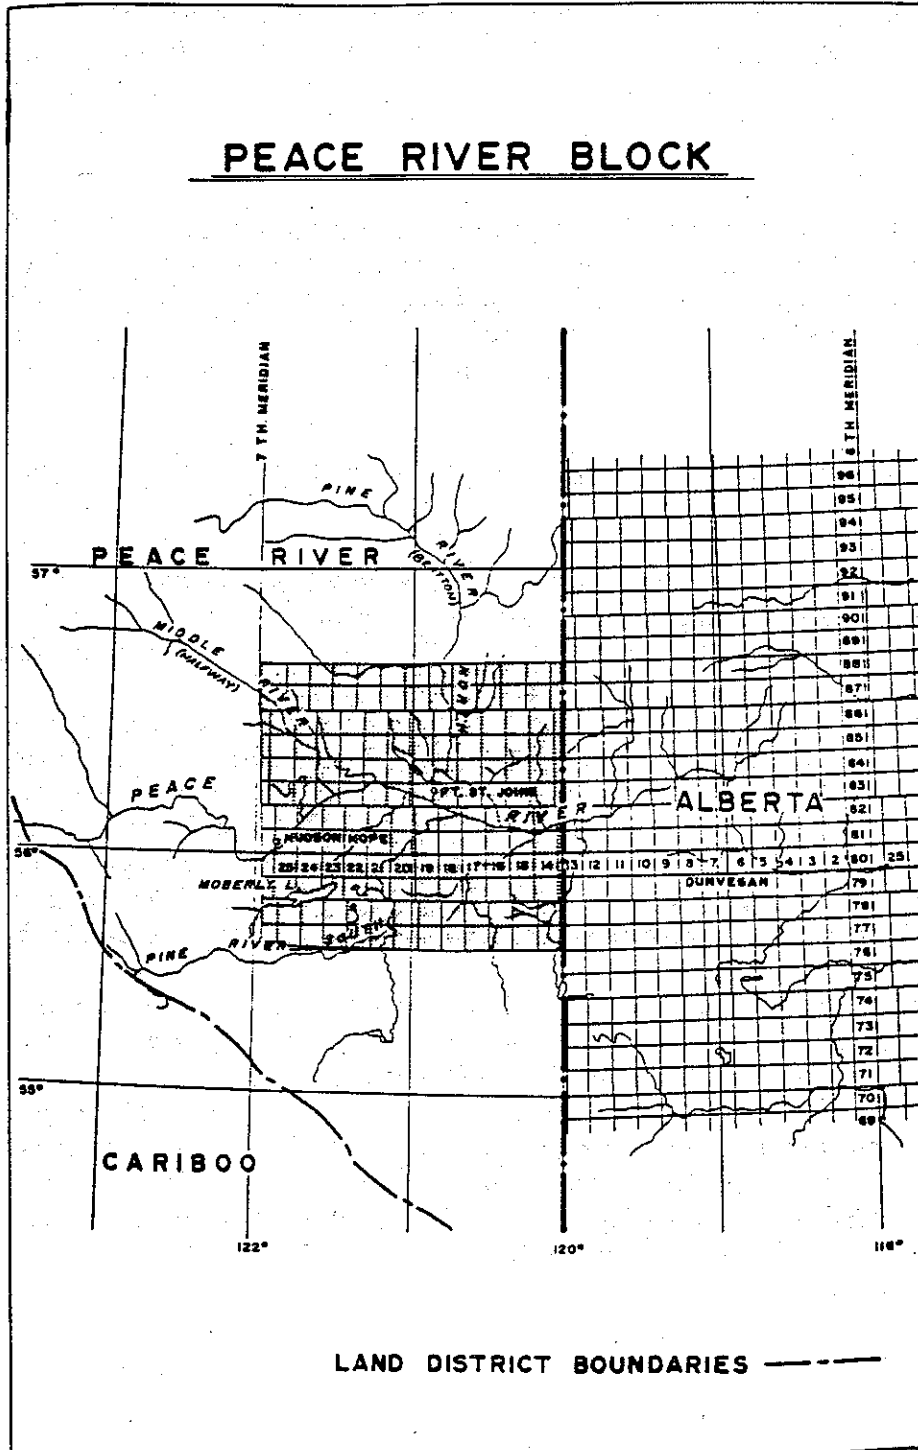 PEACE RIVER BLOCK
7 TH. MERIDIAN
6 TH. MERIDIAN
PINE
RIVER
(BEATTON)
PEACE RIVER
57°
MIDDLE
(HALFWAY)
RIVER
NORTH
PEACE
FT. ST. JOHN
RIVER
ALBERTA
HUDSON HOPE
56°
25 24 23 22 21 20 19 18 17 16 15 14 13 12 11 10 9 8 7 6 5 4 3 2 80 25
MOBERLY L.
DUNVEGAN
PINE RIVER
96
95
94
93
92
91
90
89
88
87
86
85
84
83
82
81
79
78
77
76
75
74
73
72
71
70
69
55°
CARIBOO
122°
120°
118°
LAND DISTRICT BOUNDARIES